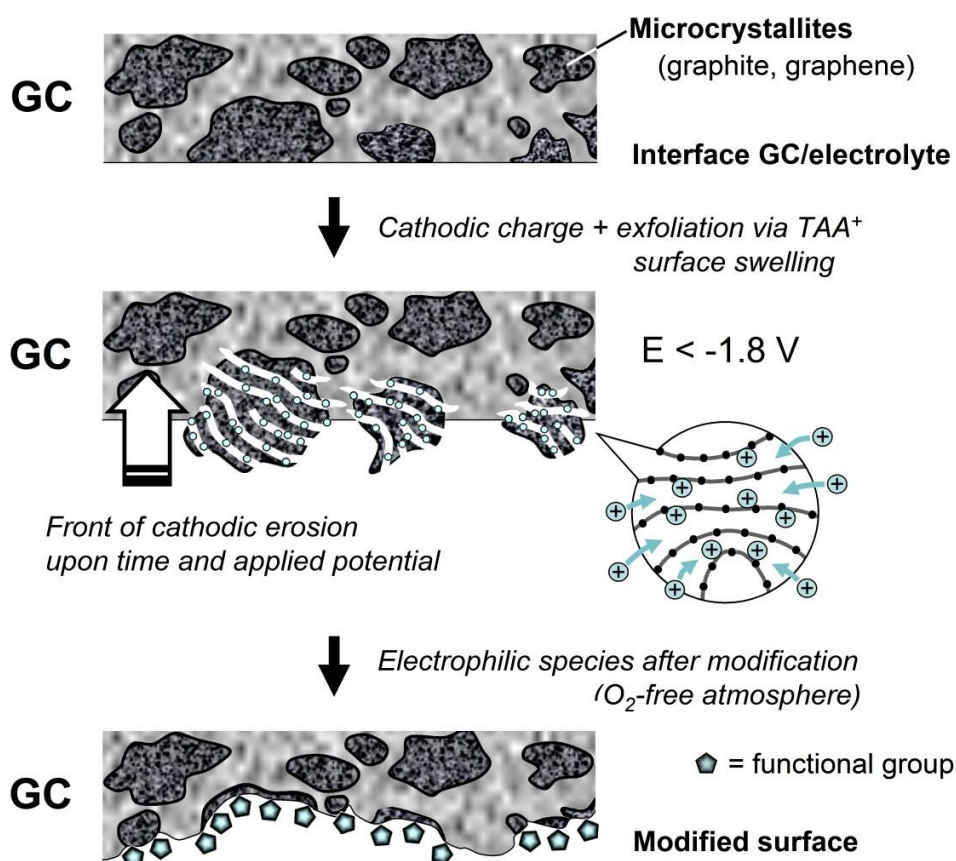 Microcrystallites
(graphite, graphene)
GC
Interface GC/electrolyte
Cathodic charge + exfoliation via TAA⁺
surface swelling
GC
E < -1.8 V
Front of cathodic erosion
upon time and applied potential
Electrophilic species after modification
(O₂-free atmosphere)
= functional group
GC
Modified surface